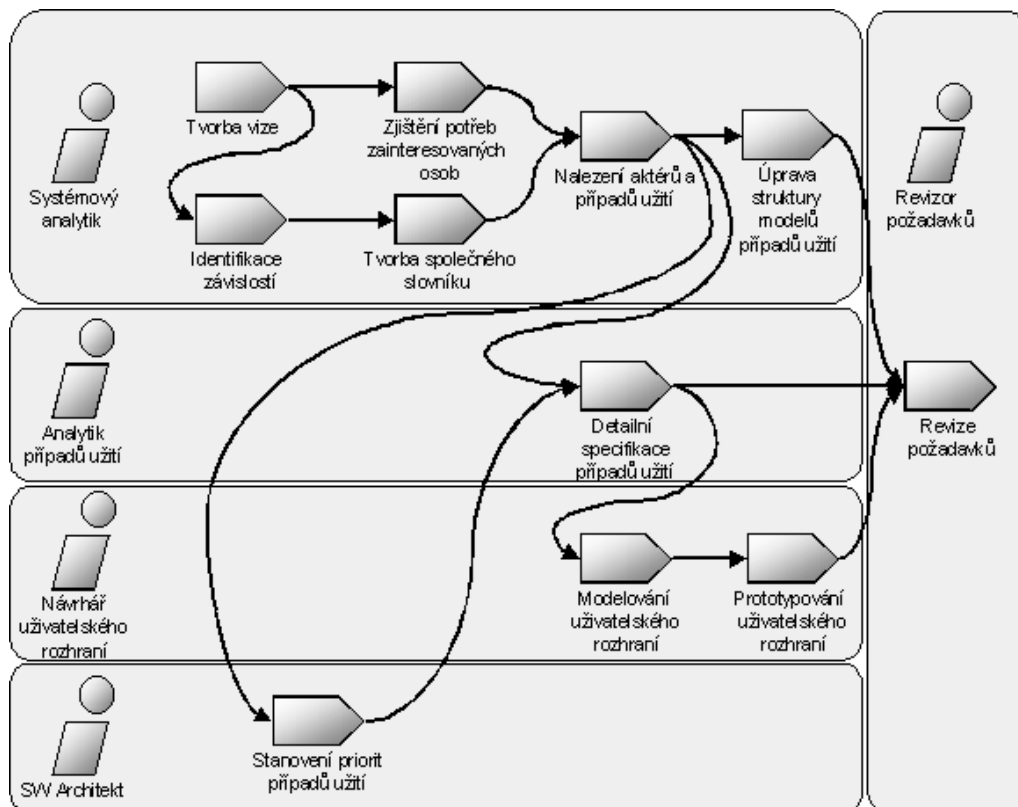 Tvorba vize
Zjištění potřeb
zainteresovaných
osob
Nalezení aktérů a
případů užití
Úprava
struktury
modelů
případů užití
Systémový
analytik
Identifikace
závislostí
Tvorba společného
slovníku
Revizor
požadavků
Analytik
případů užití
Detailní
specifikace
případů užití
Revize
požadavků
Návrhář
uživatelského
rozhraní
Modelování
uživatelského
rozhraní
Prototypování
uživatelského
rozhraní
SW Architekt
Stanovení priorit
případů užití